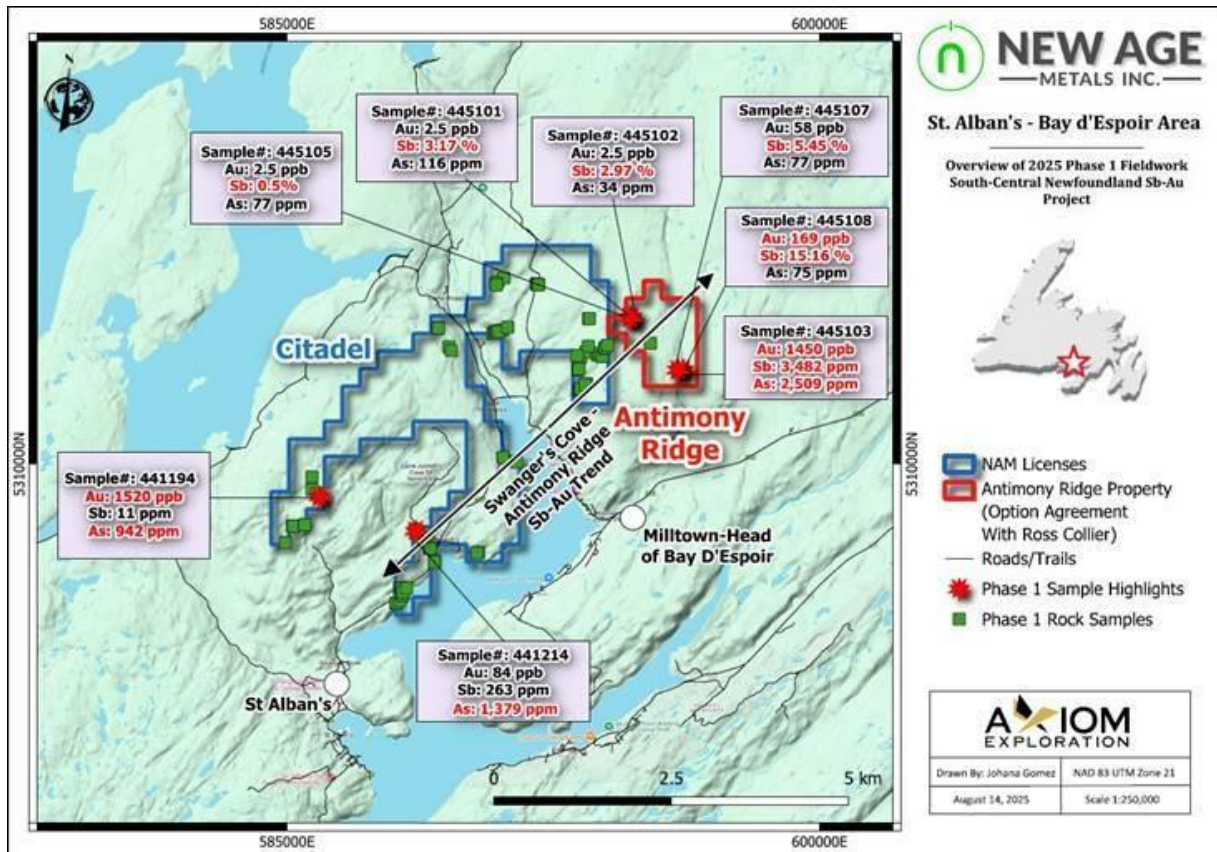 585000E
600000E
NEW AGE
METALS INC.
St. Alban's - Bay d'Espoir Area
Overview of 2025 Phase 1 Fieldwork
South-Central Newfoundland Sb-Au
Project
N
Sample#: 445101
Au: 2.5 ppb
Sb: 3.17 %
As: 116 ppm
Sample#: 445107
Au: 58 ppb
Sb: 5.45 %
As: 77 ppm
Sample#: 445102
Au: 2.5 ppb
Sb: 2.97 %
As: 34 ppm
Sample#: 445105
Au: 2.5 ppb
Sb: 0.5%
As: 77 ppm
Sample#: 445108
Au: 169 ppb
Sb: 15.16 %
As: 75 ppm
Sample#: 445103
Au: 1450 ppb
Sb: 3,482 ppm
As: 2,509 ppm
Citadel
Antimony
Ridge
Swanger's Cove -
Antimony Ridge
Sb-Au Trend
5310000N
5310000N
Sample#: 441194
Au: 1520 ppb
Sb: 11 ppm
As: 942 ppm
Milltown-Head
of Bay D'Espoir
Sample#: 441214
Au: 84 ppb
Sb: 263 ppm
As: 1,379 ppm
St Alban's
0
2.5
5 km
NAM Licenses
Antimony Ridge Property
(Option Agreement
With Ross Collier)
Roads/Trails
Phase 1 Sample Highlights
Phase 1 Rock Samples
AXIOM
EXPLORATION
Drawn By: Johana Gomez
NAD 83 UTM Zone 21
August 14, 2025
Scale 1:250,000
585000E
600000E